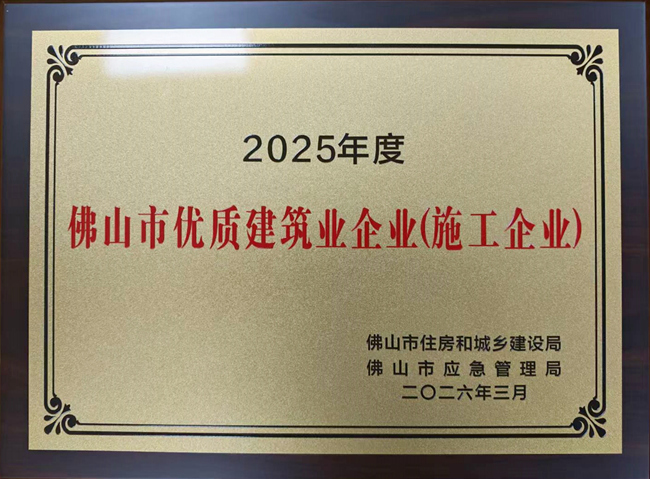 2025年度
佛山市优质建筑业企业(施工企业)
佛山市住房和城乡建设局
佛山市应急管理局
二〇二六年三月